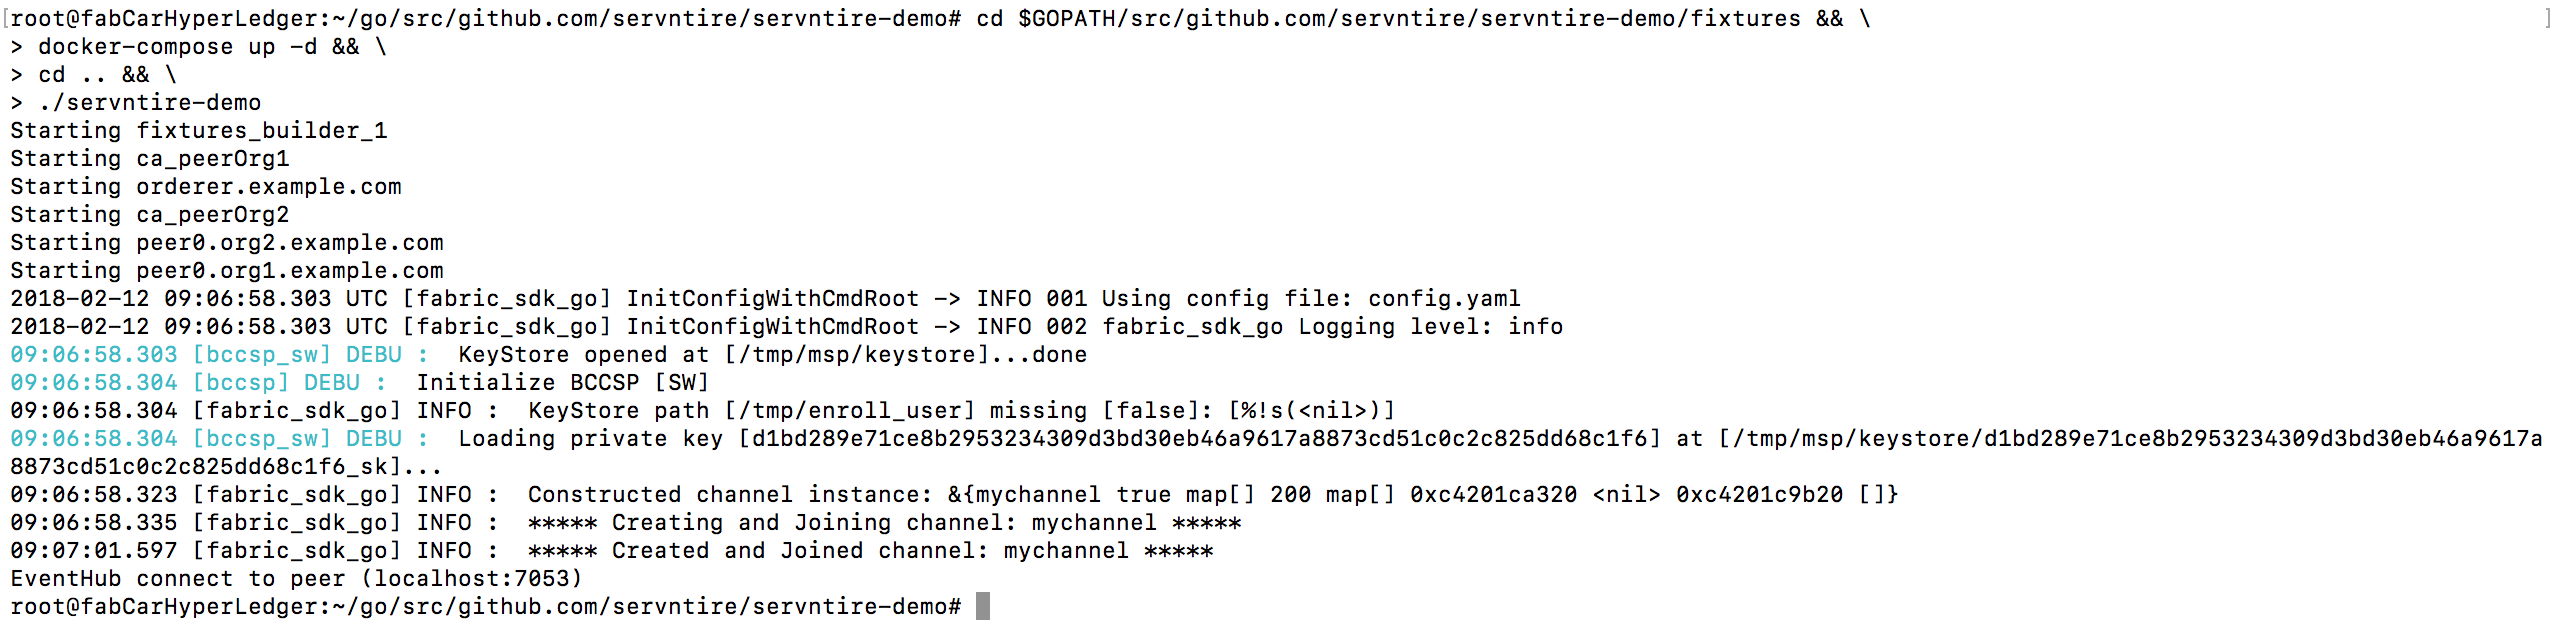 [root@fabCarHyperLedger:~/go/src/github.com/servntire/servntire-demo# cd $GOPATH/src/github.com/servntire/servntire-demo/fixtures && \ ]
> docker-compose up -d && \
> cd .. && \
> ./servntire-demo
Starting fixtures_builder_1
Starting ca_peerOrg1
Starting orderer.example.com
Starting ca_peerOrg2
Starting peer0.org2.example.com
Starting peer0.org1.example.com
2018-02-12 09:06:58.303 UTC [fabric_sdk_go] InitConfigWithCmdRoot -> INFO 001 Using config file: config.yaml
2018-02-12 09:06:58.303 UTC [fabric_sdk_go] InitConfigWithCmdRoot -> INFO 002 fabric_sdk_go Logging level: info
09:06:58.303 [bccsp_sw] DEBU :  KeyStore opened at [/tmp/msp/keystore]...done
09:06:58.304 [bccsp] DEBU :  Initialize BCCSP [SW]
09:06:58.304 [fabric_sdk_go] INFO :  KeyStore path [/tmp/enroll_user] missing [false]: [%!s(<nil>)]
09:06:58.304 [bccsp_sw] DEBU :  Loading private key [d1bd289e71ce8b2953234309d3bd30eb46a9617a8873cd51c0c2c825dd68c1f6] at [/tmp/msp/keystore/d1bd289e71ce8b2953234309d3bd30eb46a9617a
8873cd51c0c2c825dd68c1f6_sk]...
09:06:58.323 [fabric_sdk_go] INFO :  Constructed channel instance: &{mychannel true map[] 200 map[] 0xc4201ca320 <nil> 0xc4201c9b20 []}
09:06:58.335 [fabric_sdk_go] INFO :  ***** Creating and Joining channel: mychannel *****
09:07:01.597 [fabric_sdk_go] INFO :  ***** Created and Joined channel: mychannel *****
EventHub connect to peer (localhost:7053)
root@fabCarHyperLedger:~/go/src/github.com/servntire/servntire-demo#